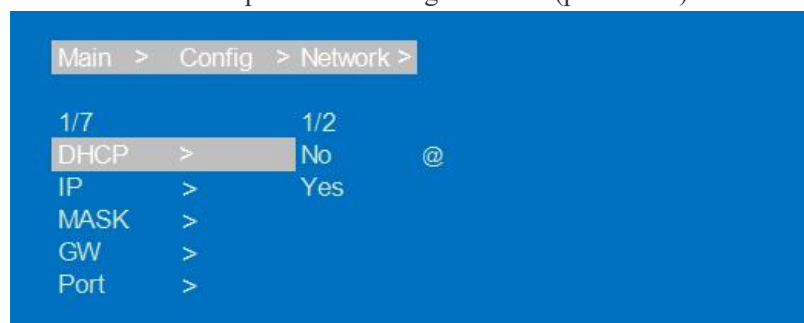 Main > Config > Network >
1/7 1/2
DHCP > No @
IP > Yes
MASK >
GW >
Port >